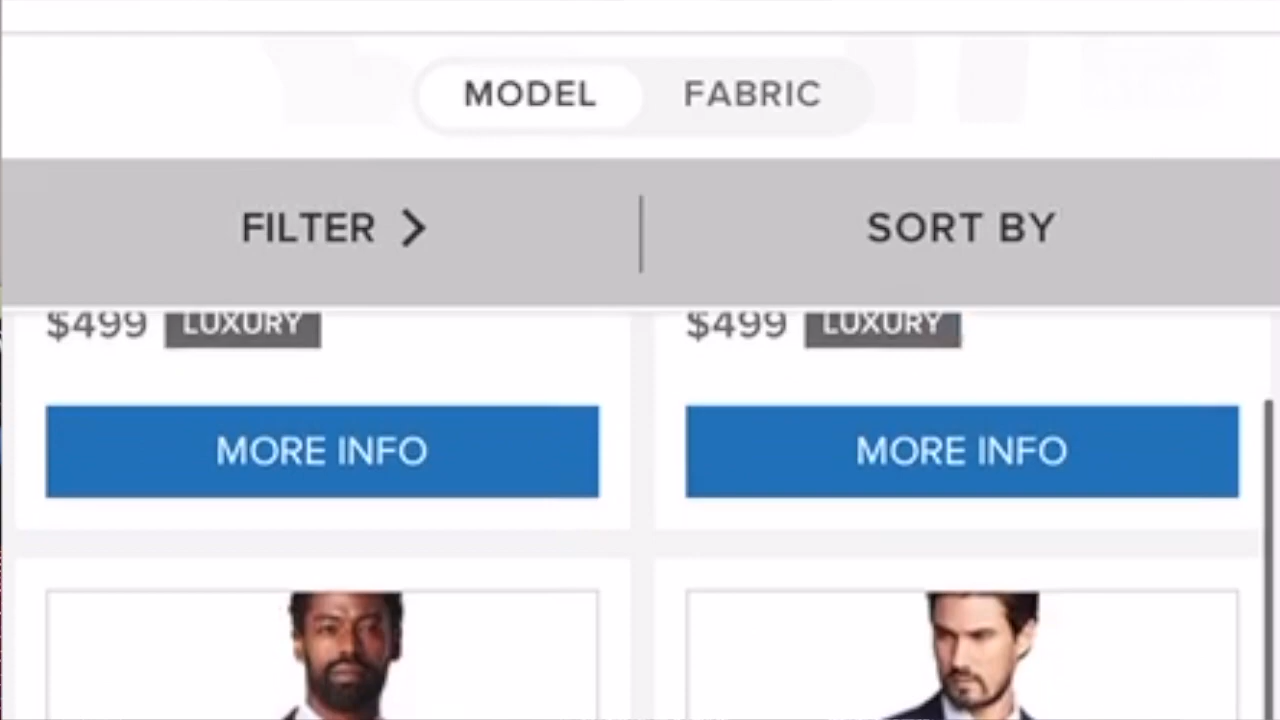 MODEL FABRIC
FILTER > SORT BY
$499 LUXURY $499 LUXURY
MORE INFO MORE INFO